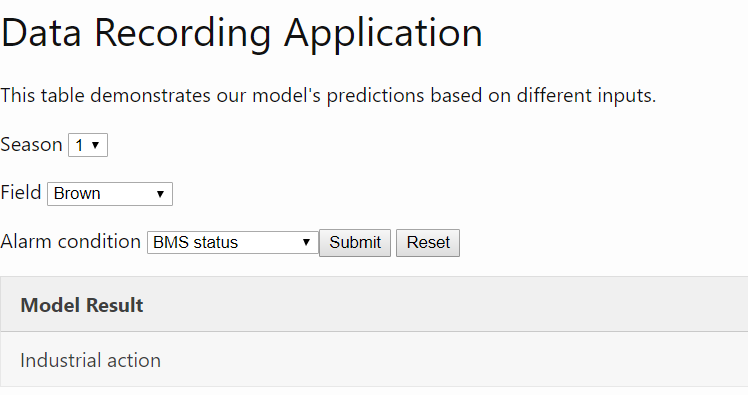 Data Recording Application
This table demonstrates our model's predictions based on different inputs.
Season 1
Field Brown
Alarm condition BMS status Submit Reset
Model Result
Industrial action